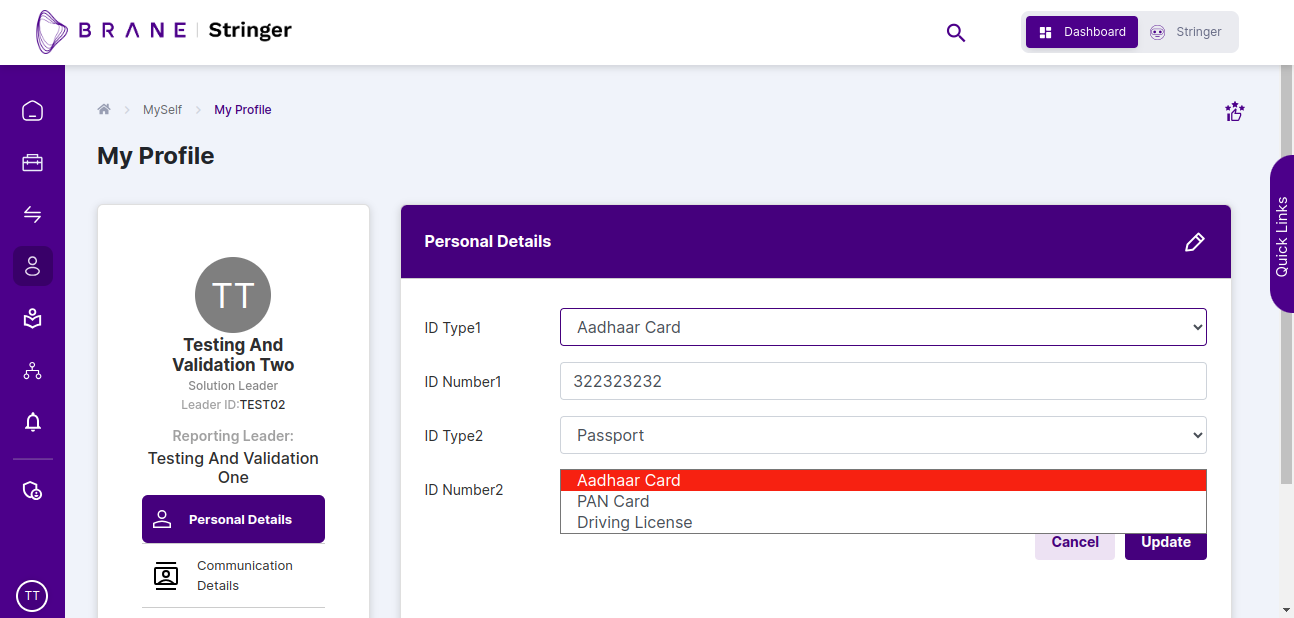 BRANE | Stringer
Dashboard
Stringer
MySelf
My Profile
My Profile
Quick Links
TT
Testing And
Validation Two
Solution Leader
Leader ID:TEST02
Reporting Leader:
Testing And Validation
One
Personal Details
Communication
Details
Personal Details
ID Type1
Aadhaar Card
ID Number1
322323232
ID Type2
Passport
ID Number2
Aadhaar Card
PAN Card
Driving License
Cancel
Update
TT